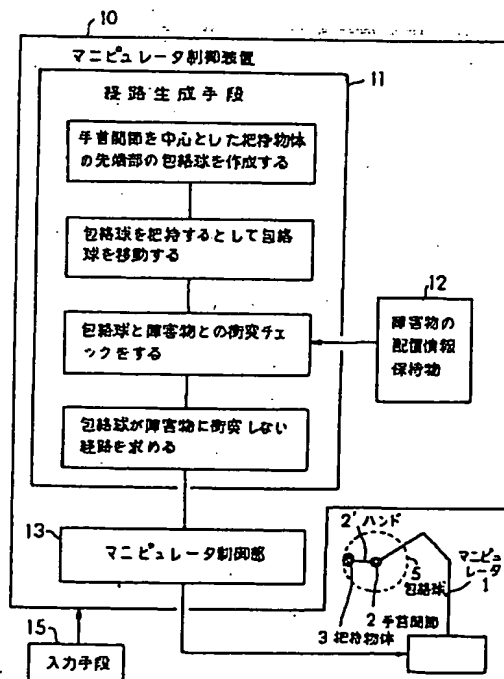 10
マニピュレータ制御装置
11
経路生成手段
手首関節を中心とした把持物体
の先端部の包絡球を作成する
包絡球を把持するとして包絡
球を移動する
包絡球と障害物との衝突チェ
ックをする
12
障害物の
配置情報
保持物
包絡球が障害物に衝突しない
経路を求める
13
マニピュレータ制御部
2' ハンド
5
包絡球
マニピュ
レータ
1
2 手首関節
3 把持物体
15
入力手段